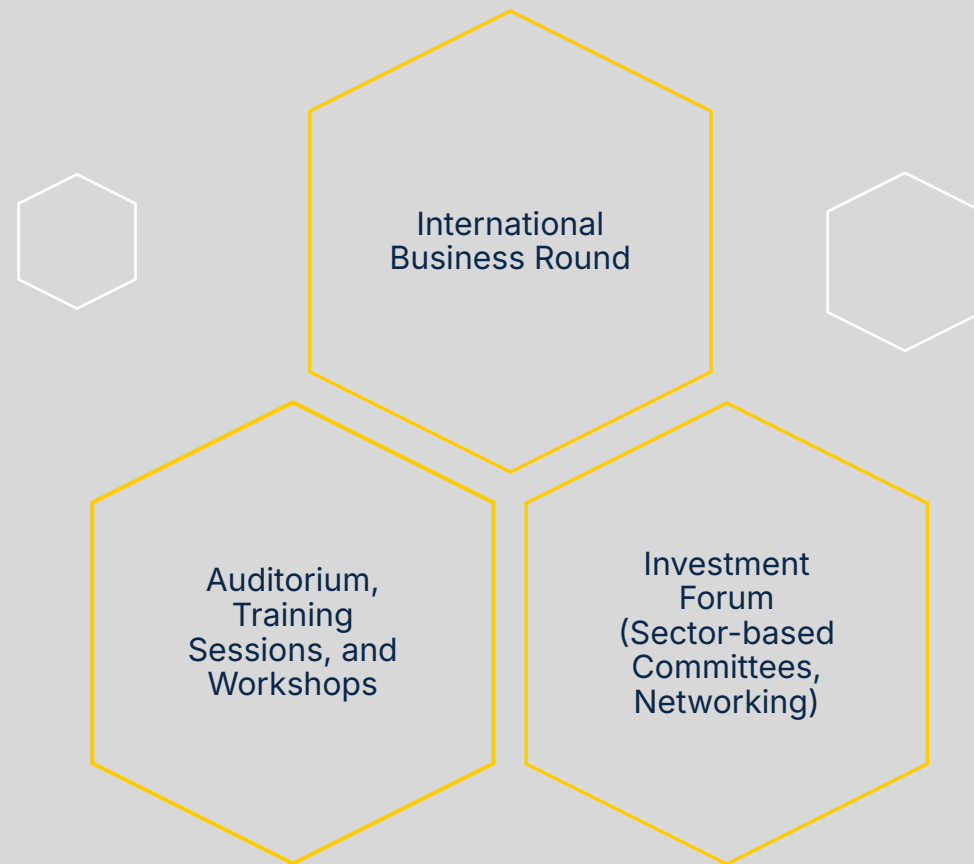 International
Business Round
Auditorium,
Training
Sessions, and
Workshops
Investment
Forum
(Sector-based
Committees,
Networking)